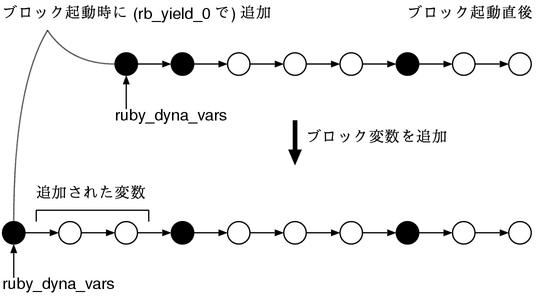 ブロック起動時に (rb_yield_0 で) 追加
ブロック起動直後
ruby_dyna_vars
ブロック変数を追加
追加された変数
ruby_dyna_vars